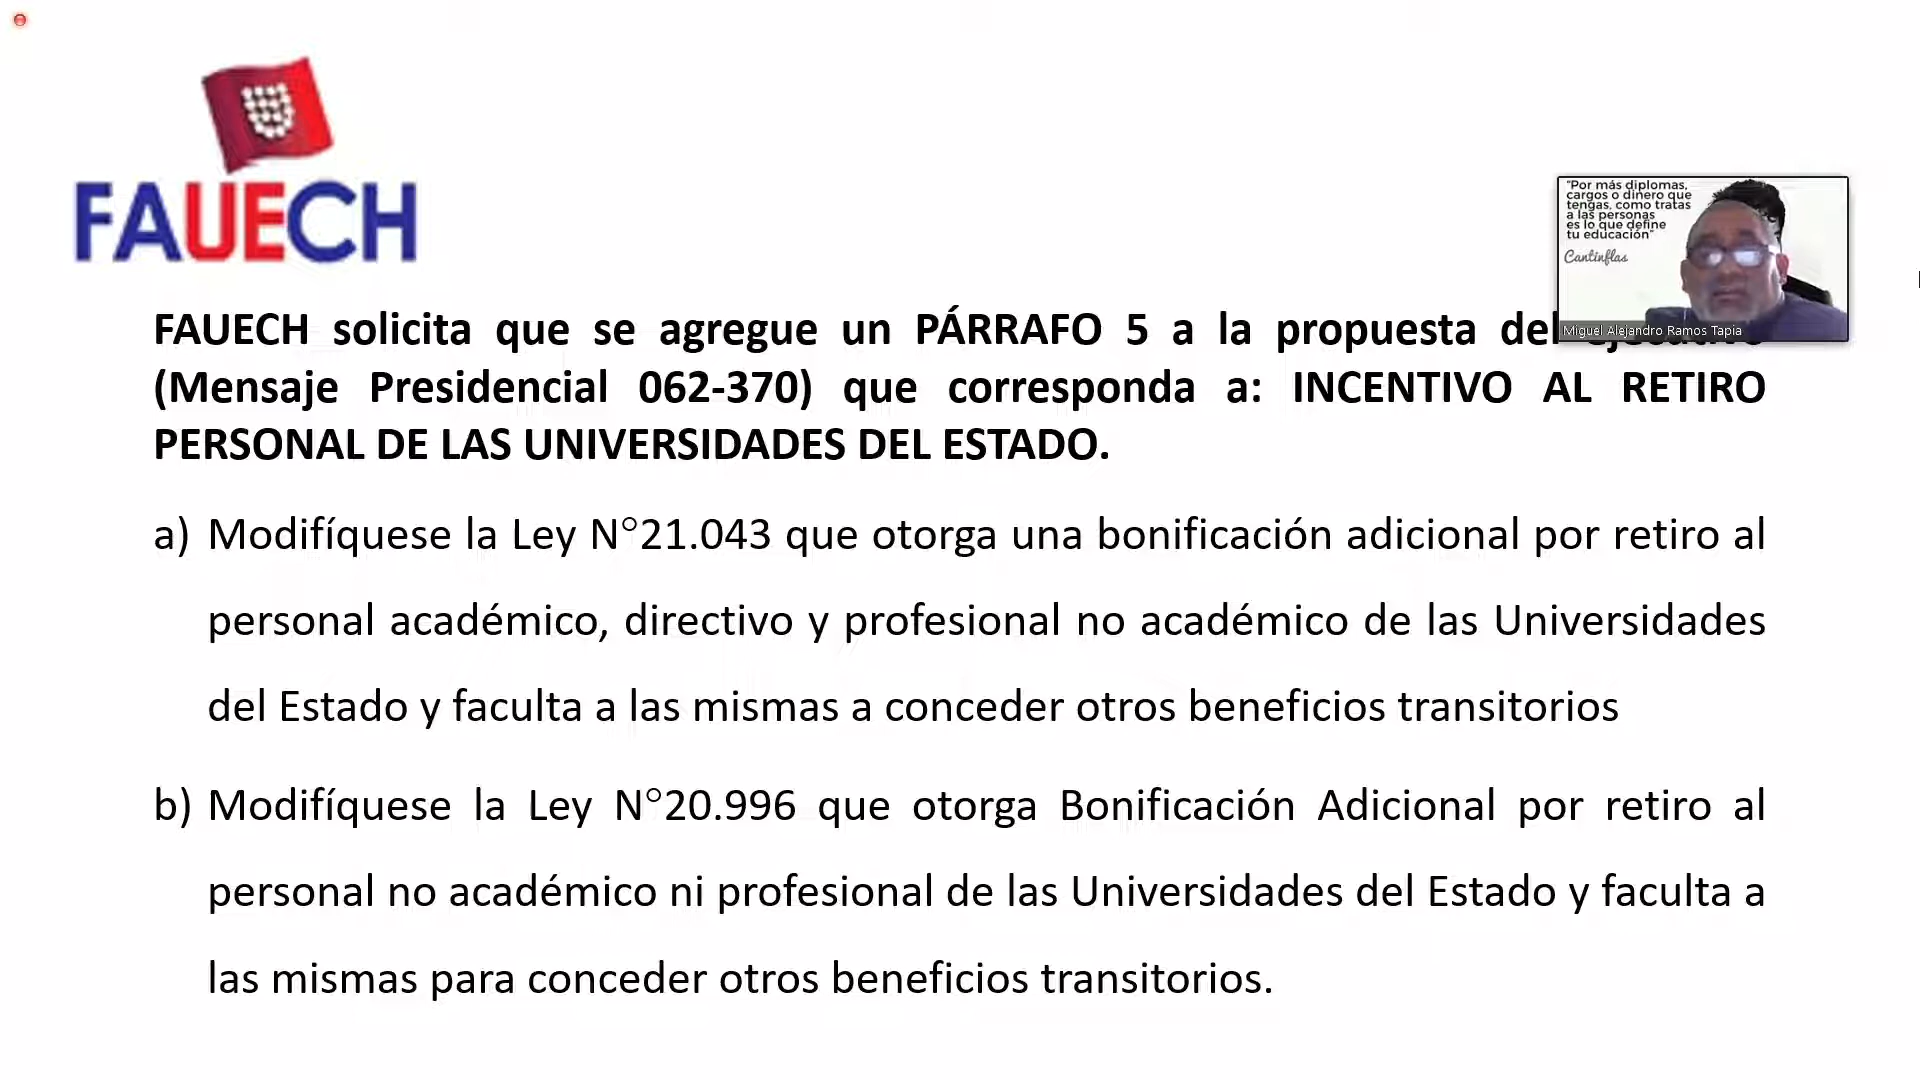 FAUECH
"Por más diplomas,
cargos o dinero que
tengas, como tratas
a las personas
es lo que define
tu educación"
Cantinflas
Miguel Alejandro Ramos Tapia
FAUECH solicita que se agregue un PÁRRAFO 5 a la propuesta del
(Mensaje Presidencial 062-370) que corresponda a: INCENTIVO AL RETIRO
PERSONAL DE LAS UNIVERSIDADES DEL ESTADO.
a) Modifíquese la Ley N°21.043 que otorga una bonificación adicional por retiro al
personal académico, directivo y profesional no académico de las Universidades
del Estado y faculta a las mismas a conceder otros beneficios transitorios
b) Modifíquese la Ley N°20.996 que otorga Bonificación Adicional por retiro al
personal no académico ni profesional de las Universidades del Estado y faculta a
las mismas para conceder otros beneficios transitorios.